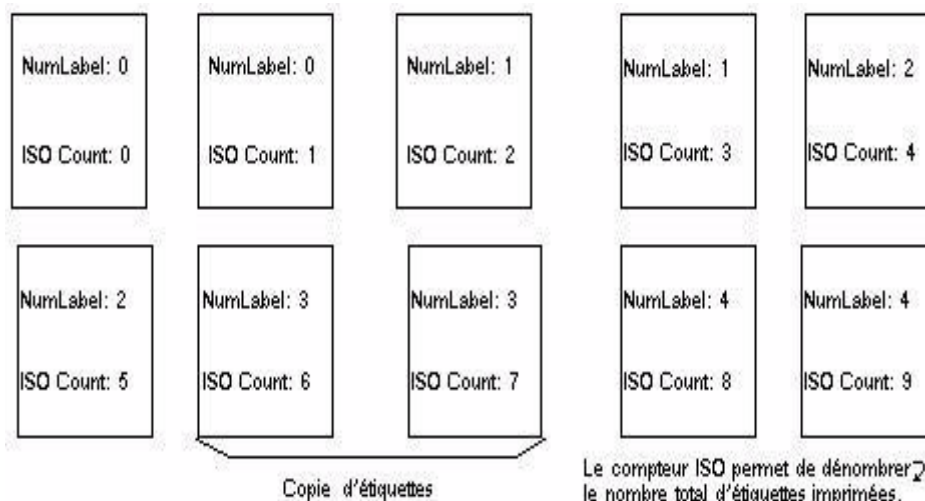 NumLabel: 0
ISO Count: 0
NumLabel: 0
ISO Count: 1
NumLabel: 1
ISO Count: 2
NumLabel: 1
ISO Count: 3
NumLabel: 2
ISO Count: 4
NumLabel: 2
ISO Count: 5
NumLabel: 3
ISO Count: 6
NumLabel: 3
ISO Count: 7
NumLabel: 4
ISO Count: 8
NumLabel: 4
ISO Count: 9
Copie d'étiquettes
Le compteur ISO permet de dénombrer
le nombre total d'étiquettes imprimées.